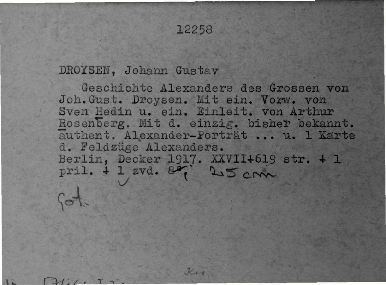 12258
DROYSEN, Johann Gustav
Geschichte Alexanders des Grossen von
Joh.Gust. Droysen. Mit ein. Vorw. von
Sven Hedin u. ein. Einleit. von Arthur
Rosenberg. Mit d. einzig. bisher bekannt.
authent. Alexander-Porträt ... u. 1 Karte
d. Feldzüge Alexanders.
Berlin, Decker 1917. XXVII+619 str. + 1
pril. + 1 zvd. 25 cm
Got.